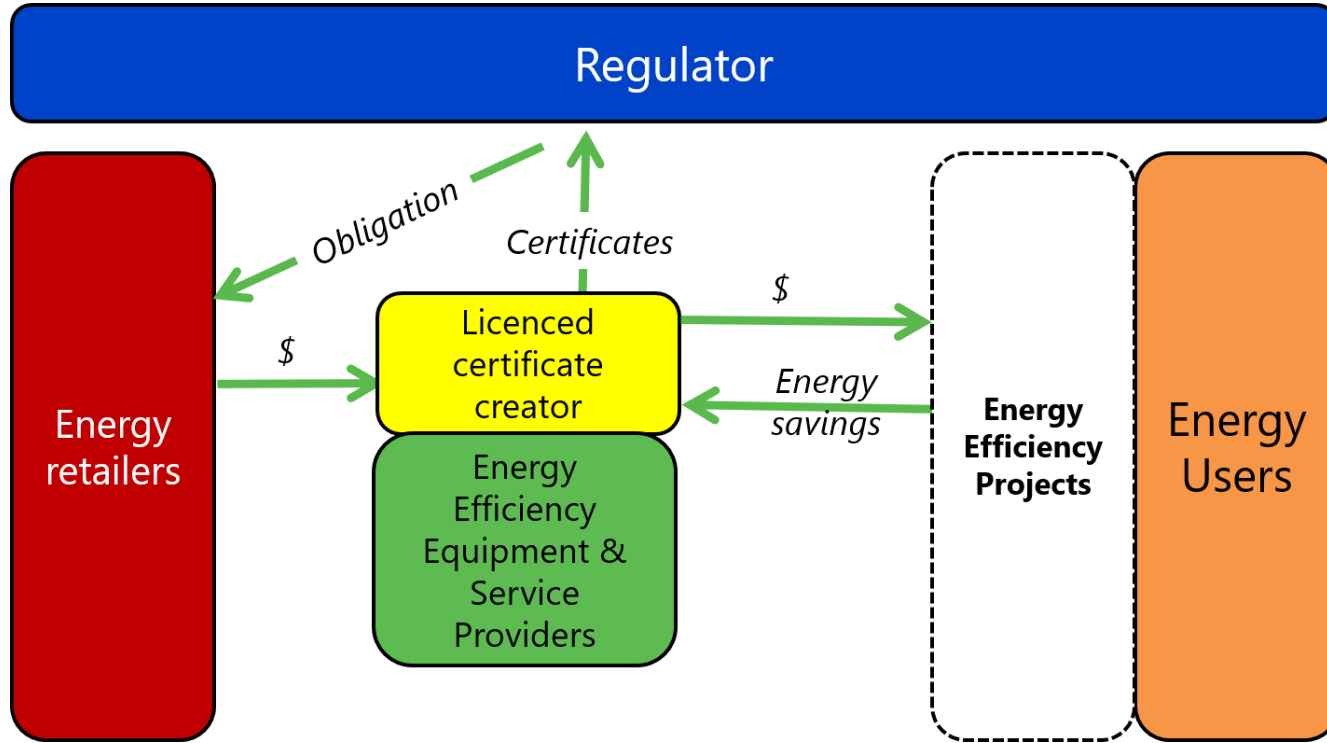 Regulator
Obligation
Certificates
$
$
Licenced
certificate
creator
Energy
savings
Energy
retailers
Energy
Efficiency
Equipment &
Service
Providers
Energy
Efficiency
Projects
Energy
Users